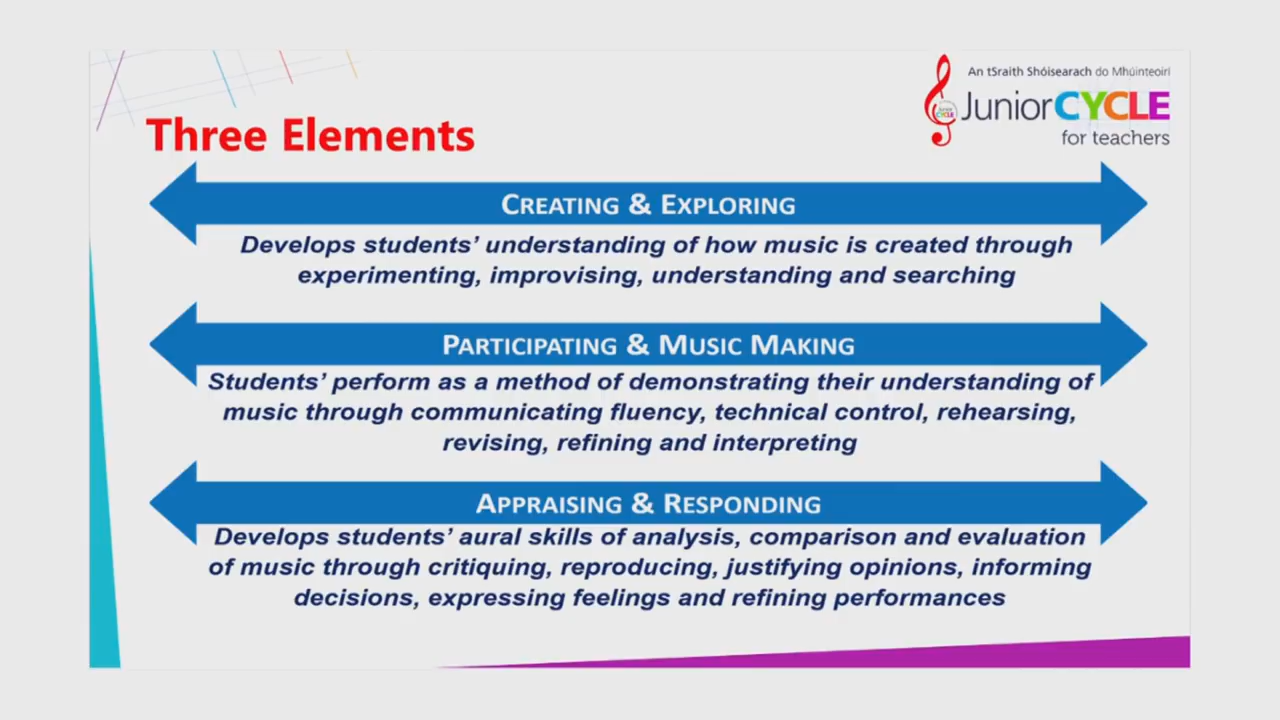 An tSraith Shóisearach do Mhúinteoirí
JuniorCYCLE
for teachers
Three Elements
CREATING & EXPLORING
Develops students’ understanding of how music is created through
experimenting, improvising, understanding and searching
PARTICIPATING & MUSIC MAKING
Students’ perform as a method of demonstrating their understanding of
music through communicating fluency, technical control, rehearsing,
revising, refining and interpreting
APPRAISING & RESPONDING
Develops students’ aural skills of analysis, comparison and evaluation
of music through critiquing, reproducing, justifying opinions, informing
decisions, expressing feelings and refining performances